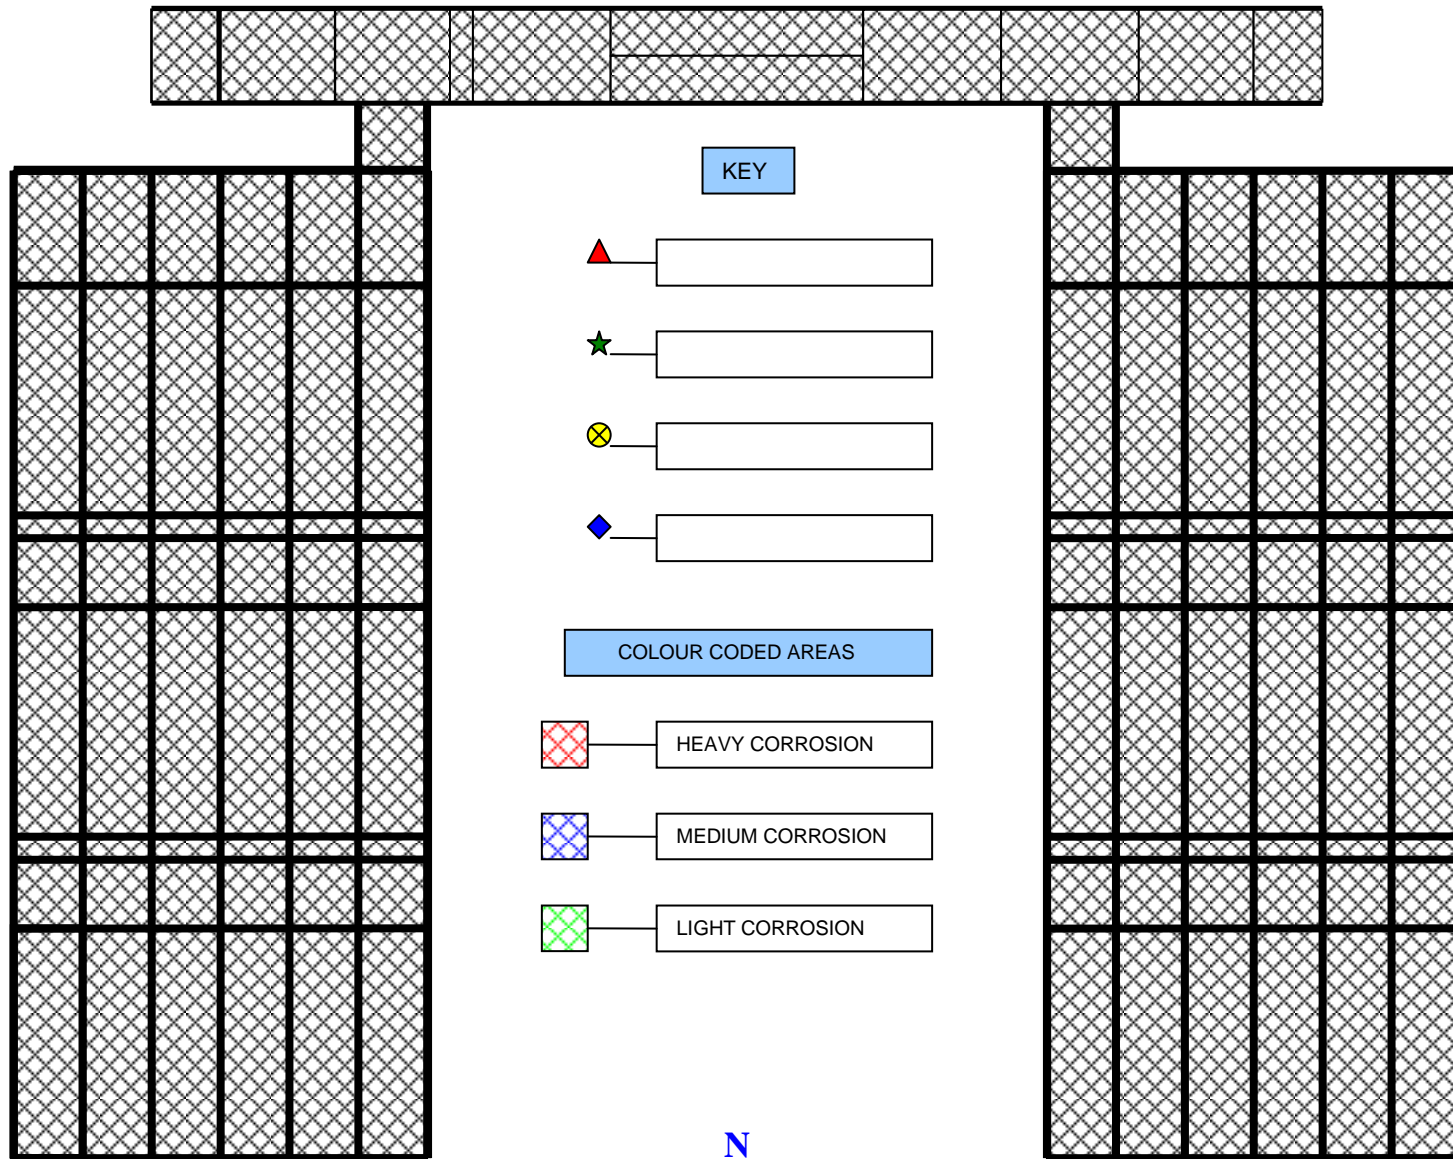 KEY
COLOUR CODED AREAS
HEAVY CORROSION
MEDIUM CORROSION
LIGHT CORROSION
N